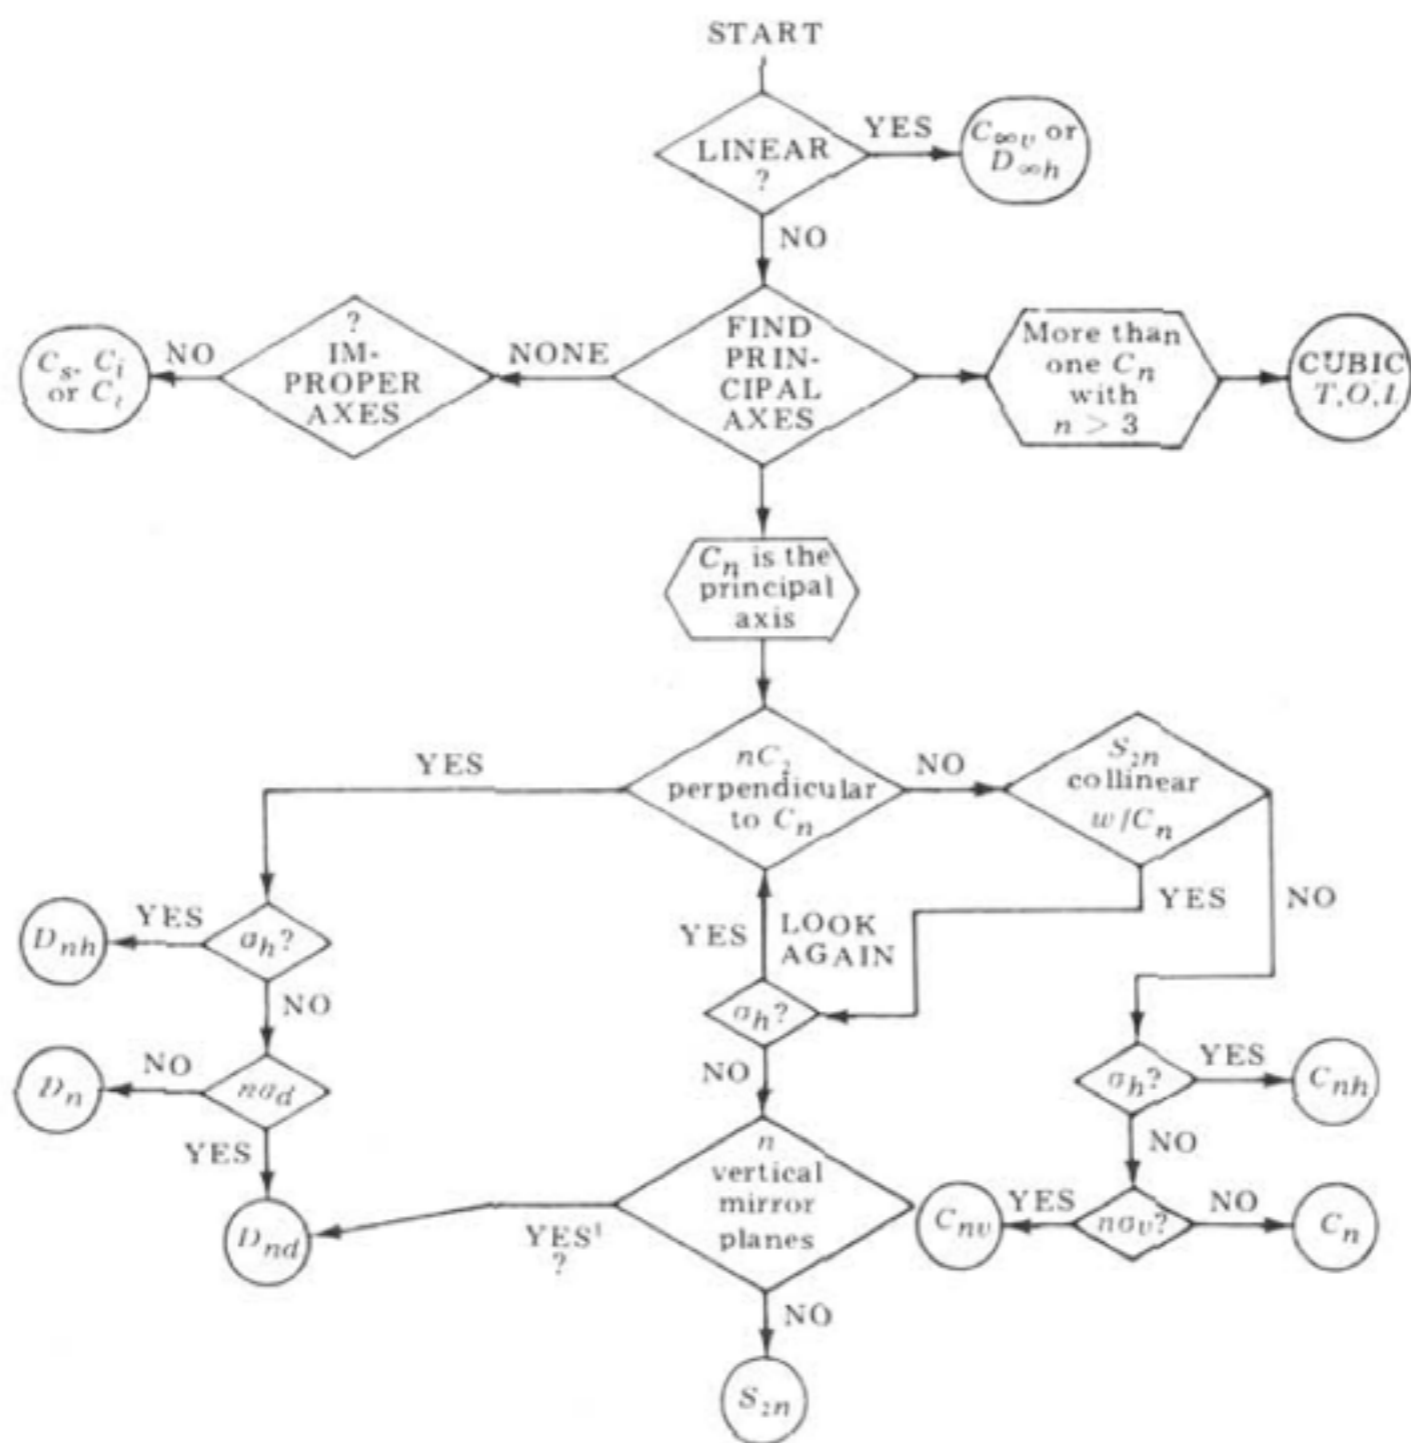 START
LINEAR
?
YES
C∞v or
D∞h
NO
?
IM-
PROPER
AXES
NO
Cs, Ci
or C
NONE
FIND
PRIN-
CIPAL
AXES
More than
one Cn
with
n > 3
CUBIC
T,O,I
Cn is the
principal
axis
nC2
perpendicular
to Cn
YES
NO
S2n
collinear
w/Cn
YES
NO
σh?
YES
Dnh
NO
nσd
NO
Dn
YES
Dnd
LOOK
AGAIN
YES
σh?
NO
n
vertical
mirror
planes
YES¹
?
NO
S2n
σh?
YES
Cnh
NO
nσv?
YES
Cnv
NO
Cn